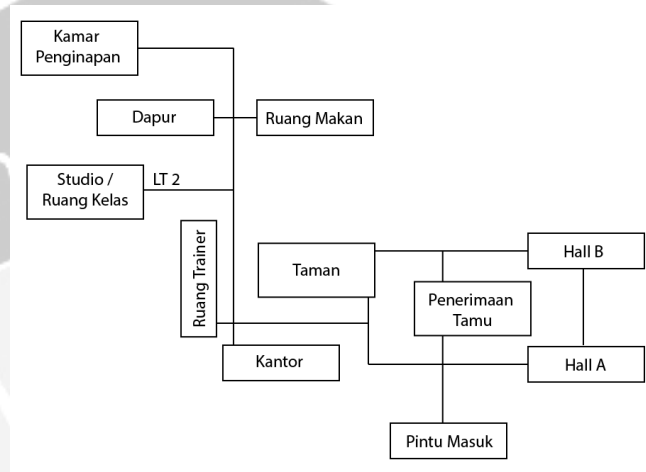 Kamar
Penginapan
Dapur
Ruang Makan
Studio /
Ruang Kelas
LT 2
Ruang Trainer
Taman
Hall B
Penerimaan
Tamu
Kantor
Hall A
Pintu Masuk